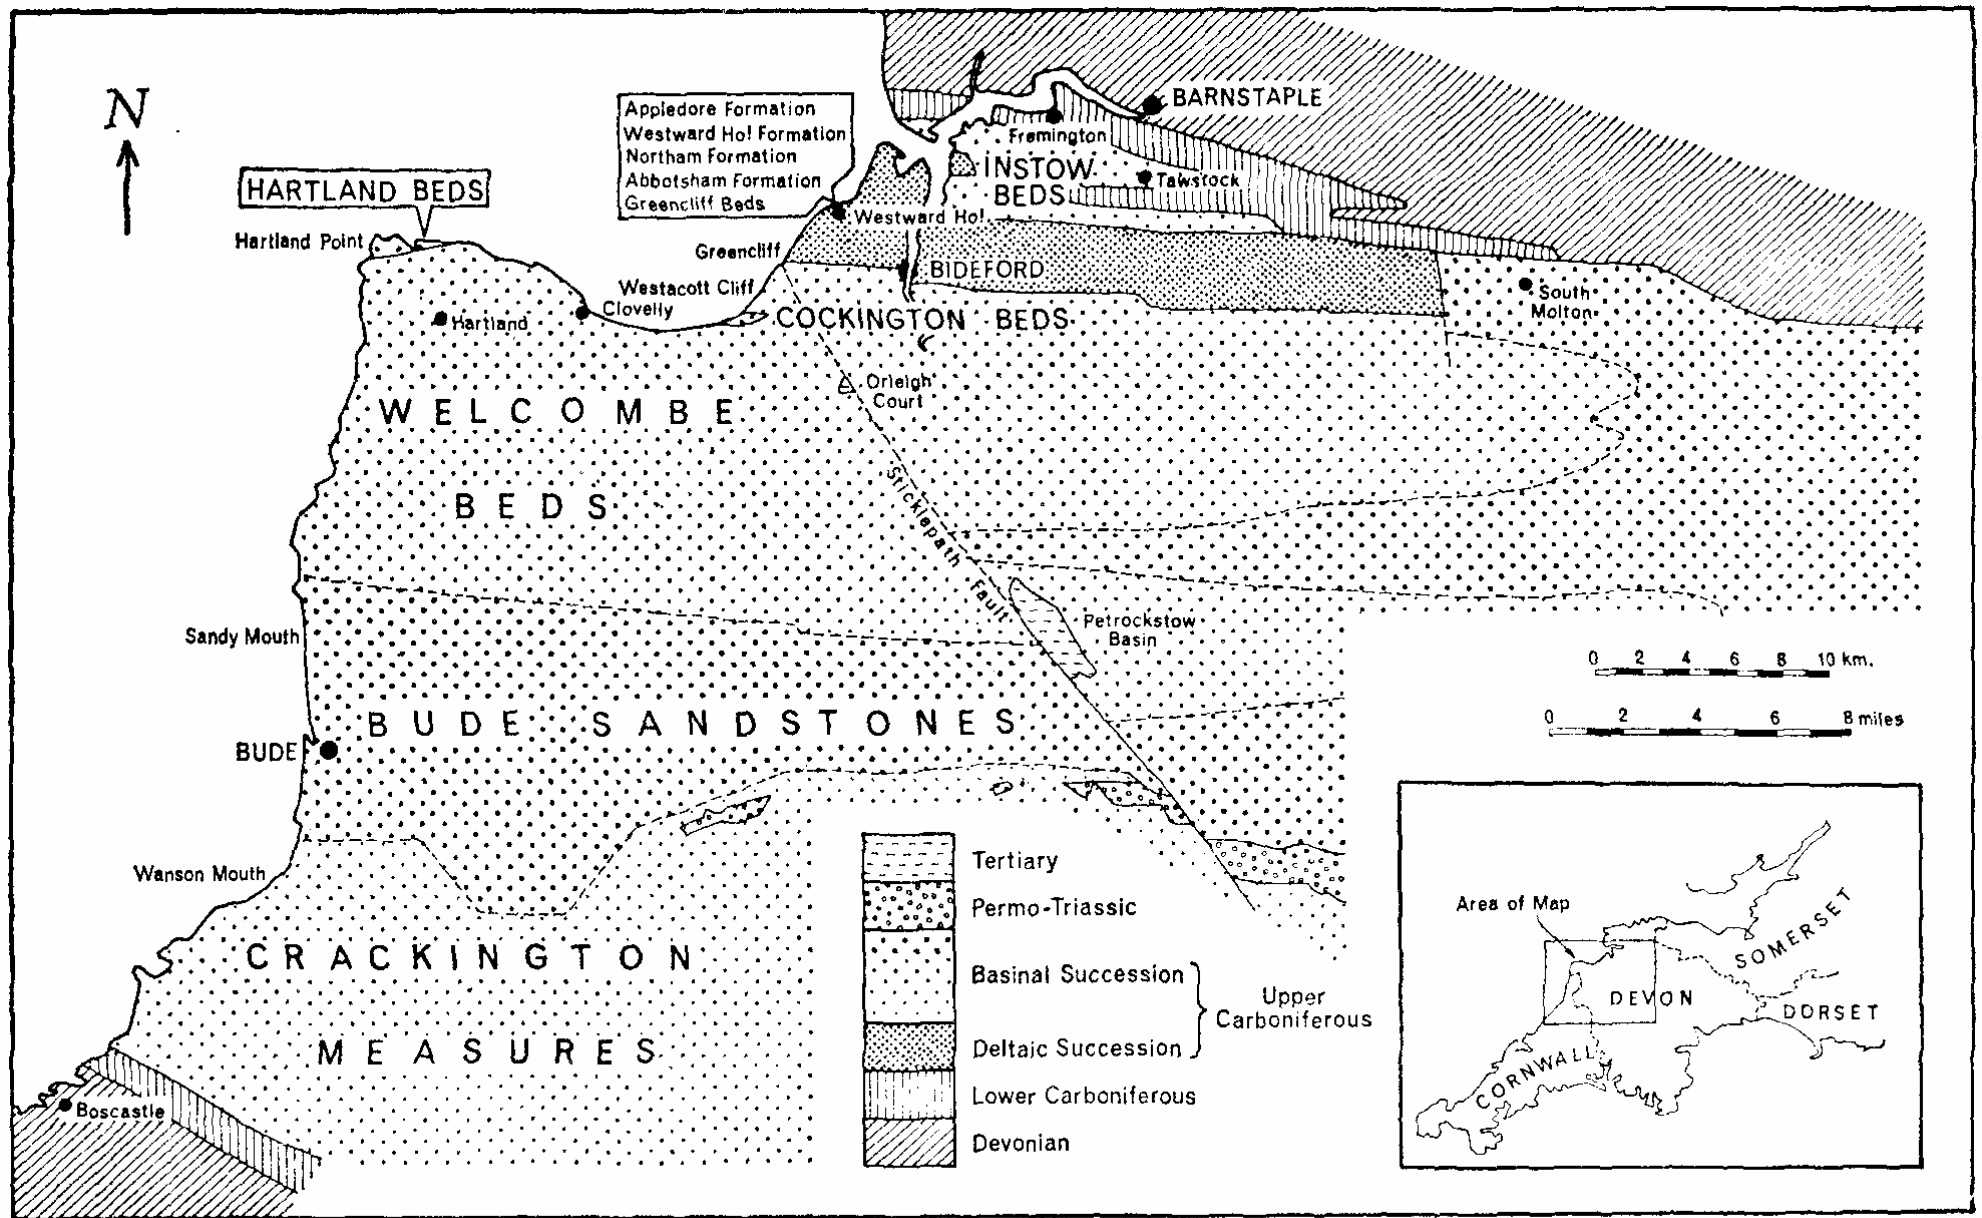 N
Appledore Formation
Westward Ho! Formation
Northam Formation
Abbotsham Formation
Greencliff Beds
BARNSTAPLE
Fremington
INSTOW
BEDS
Tawstock
HARTLAND BEDS
Hartland Point
Westward Ho!
Greencliff
BIDEFORD
Westacott Cliff
Clovelly
COCKINGTON BEDS
South
Molton
Hartland
Orleigh
Court
WELCOMBE
BEDS
Sticklepath Fault
Petrockstow
Basin
Sandy Mouth
0 2 4 6 8 10 km.
0 2 4 6 8 miles
BUDE SANDSTONES
BUDE
Wanson Mouth
CRACKINGTON
MEASURES
Boscastle
Tertiary
Permo-Triassic
Basinal Succession
Upper
Carboniferous
Deltaic Succession
Lower Carboniferous
Devonian
Area of Map
SOMERSET
DEVON
DORSET
CORNWALL